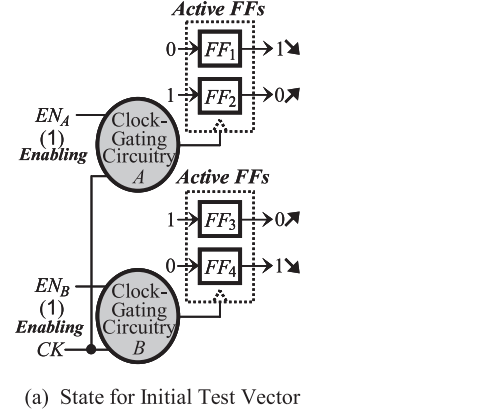 Active FFs
0 FF1 1
1 FF2 0
ENA
(1)
Enabling
Clock-
Gating
Circuitry
A
Active FFs
1 FF3 0
0 FF4 1
ENB
(1)
Enabling
CK
Clock-
Gating
Circuitry
B
(a) State for Initial Test Vector